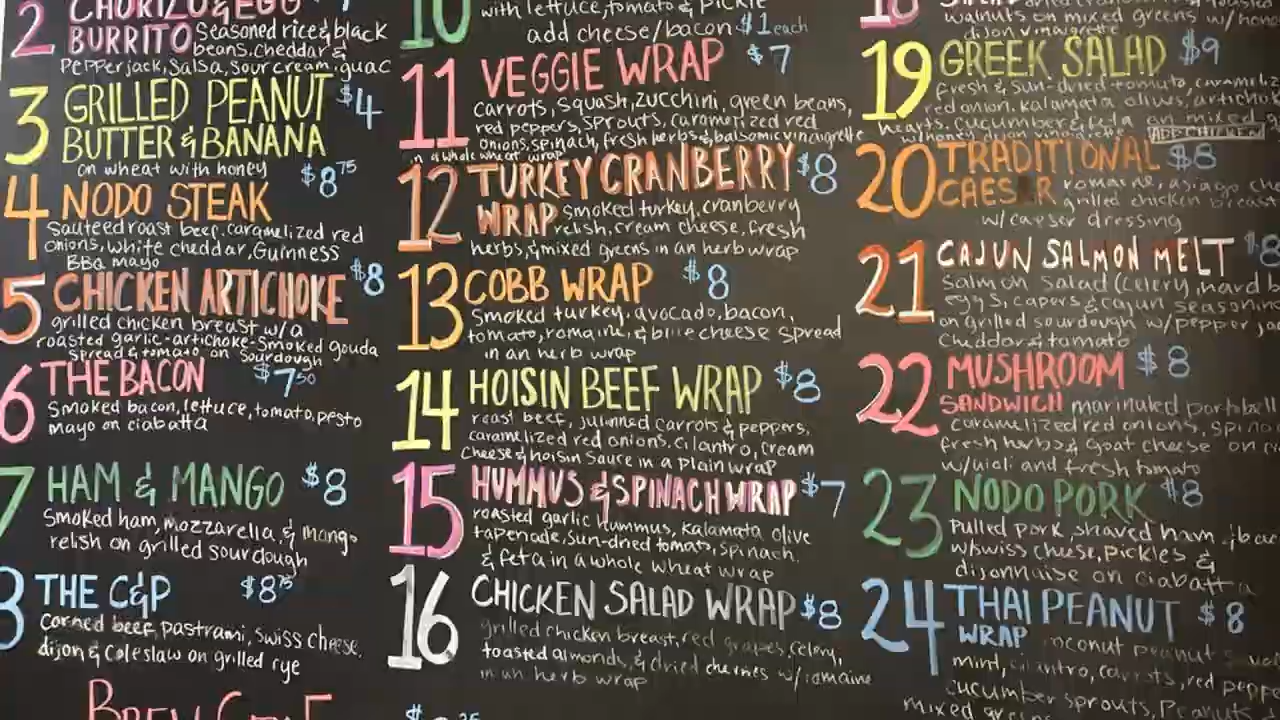 2 CHORIZO & EGG
BURRITO Seasoned rice & black
beans, cheddar &
Pepperjack, Salsa, Sour cream, guac
3 GRILLED PEANUT $4
BUTTER & BANANA
on wheat with honey
4 NODO STEAK $8 75
Sauteed roast beef, caramelized red
onions, white cheddar, Guinness
BBQ mayo
5 CHICKEN ARTICHOKE $8
grilled chicken breast w/a
roasted garlic-artichoke-smoked gouda
spread & tomato on sourdough
6 THE BACON $7 50
Smoked bacon, lettuce, tomato, pesto
mayo on ciabatta
7 HAM & MANGO $8
Smoked ham, mozzarella, & mango
relish on grilled sourdough
8 THE C&P $8 75
Corned beef, pastrami, Swiss cheese,
dijon & coleslaw on grilled rye
10 with lettuce, tomato & pickle
add cheese/bacon $1 each
11 VEGGIE WRAP $7
carrots, squash, zucchini, green beans,
red peppers, sprouts, caramelized red
onions, spinach, fresh herbs & balsamic vinaigrette
in a whole wheat wrap
12 TURKEY CRANBERRY $8
WRAP smoked turkey, cranberry
relish, cream cheese, fresh
herbs, & mixed greens in an herb wrap
13 COBB WRAP $8
Smoked turkey, avocado, bacon,
tomato, romaine, & blue cheese spread
in an herb wrap
14 HOISIN BEEF WRAP $8
roast beef, julienned carrots & peppers,
caramelized red onions, cilantro, cream
cheese & hoisin sauce in a plain wrap
15 HUMMUS & SPINACH WRAP $7
roasted garlic hummus, kalamata olive
tapenade, sun-dried tomato, spinach,
& feta in a whole wheat wrap
16 CHICKEN SALAD WRAP $8
grilled chicken breast, red grapes, celery,
toasted almonds, & dried cherries w/romaine
in an herb wrap
18
walnuts on mixed greens w/
dijon vinaigrette
19 GREEK SALAD $9
fresh & sun-dried tomato,
red onion, kalamata olives,
hearts, cucumber & feta on mixed
w/honey dijon vinaigrette ADD CHICKEN
20 TRADITIONAL $8
CAESAR romaine, asiago
grilled chicken breast
w/caeser dressing
21 CAJUN SALMON MELT $8
Salmon Salad (celery, hard
eggs, capers & cajun seasoning
on grilled sourdough w/pepper
cheddar & tomato
22 MUSHROOM $8
SANDWICH marinated
caramelized red onions,
fresh herbs & goat cheese on
w/aioli and fresh tomato
23 NODO PORK $8
Pulled pork, shaved ham &
w/swiss cheese, pickles &
dijonnaise on ciabatta
24 THAI PEANUT $8
WRAP coconut peanut
mint, cilantro, carrots, red
cucumber sprouts, Peanuts
mixed